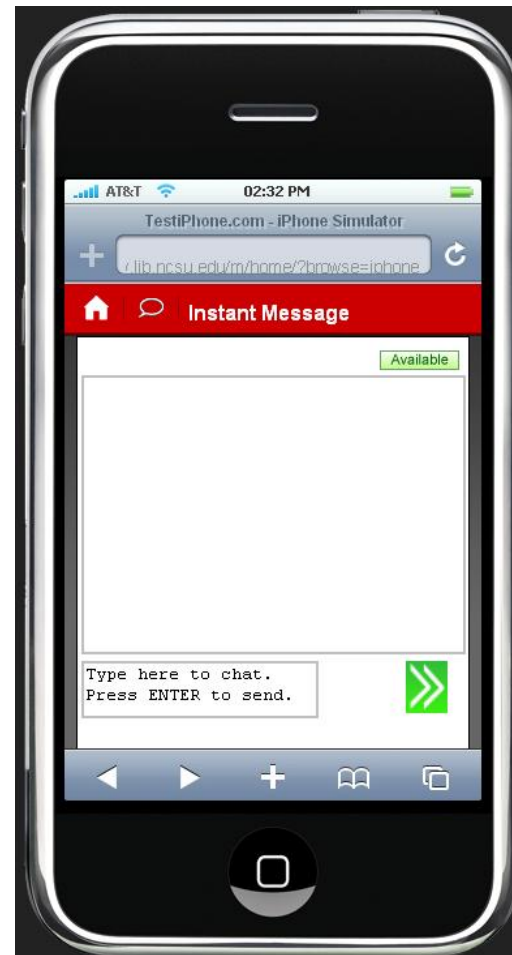 AT&T 02:32 PM
TestiPhone.com - iPhone Simulator
lib.ncsu.edu/m/home/?browse=iphone
Instant Message
Available
Type here to chat.
Press ENTER to send.